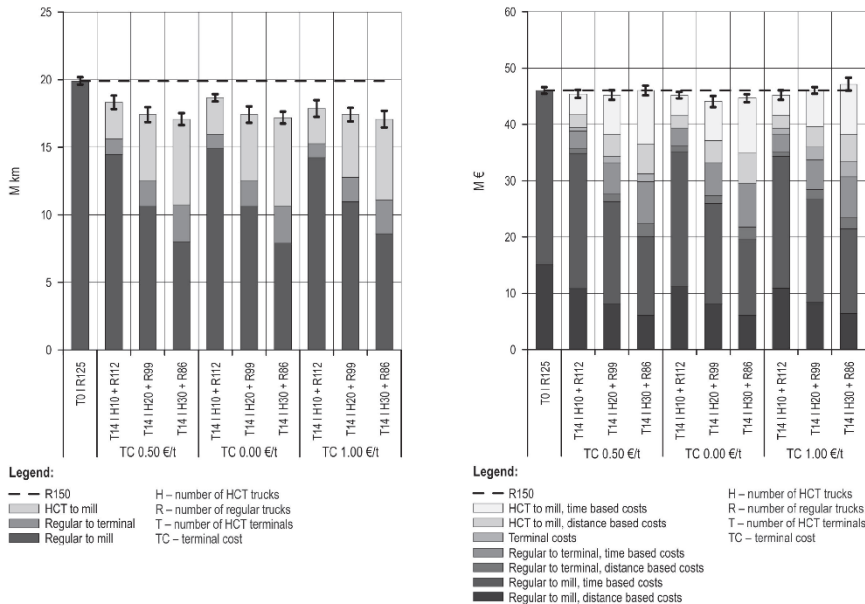 25
20
15
10
5
0
M km
T0 I R125
T14 I H10 + R112
T14 I H20 + R99
T14 I H30 + R86
T14 I H10 + R112
T14 I H20 + R99
T14 I H30 + R86
T14 I H10 + R112
T14 I H20 + R99
T14 I H30 + R86
TC 0.50 €/t
TC 0.00 €/t
TC 1.00 €/t
Legend:
R150
HCT to mill
Regular to terminal
Regular to mill
H – number of HCT trucks
R – number of regular trucks
T – number of HCT terminals
TC – terminal cost
60
50
40
30
20
10
0
M €
T0 I R125
T14 I H10 + R112
T14 I H20 + R99
T14 I H30 + R86
T14 I H10 + R112
T14 I H20 + R99
T14 I H30 + R86
T14 I H10 + R112
T14 I H20 + R99
T14 I H30 + R86
TC 0.50 €/t
TC 0.00 €/t
TC 1.00 €/t
Legend:
R150
HCT to mill, time based costs
HCT to mill, distance based costs
Terminal costs
Regular to terminal, time based costs
Regular to terminal, distance based costs
Regular to mill, time based costs
Regular to mill, distance based costs
H – number of HCT trucks
R – number of regular trucks
T – number of HCT terminals
TC – terminal cost